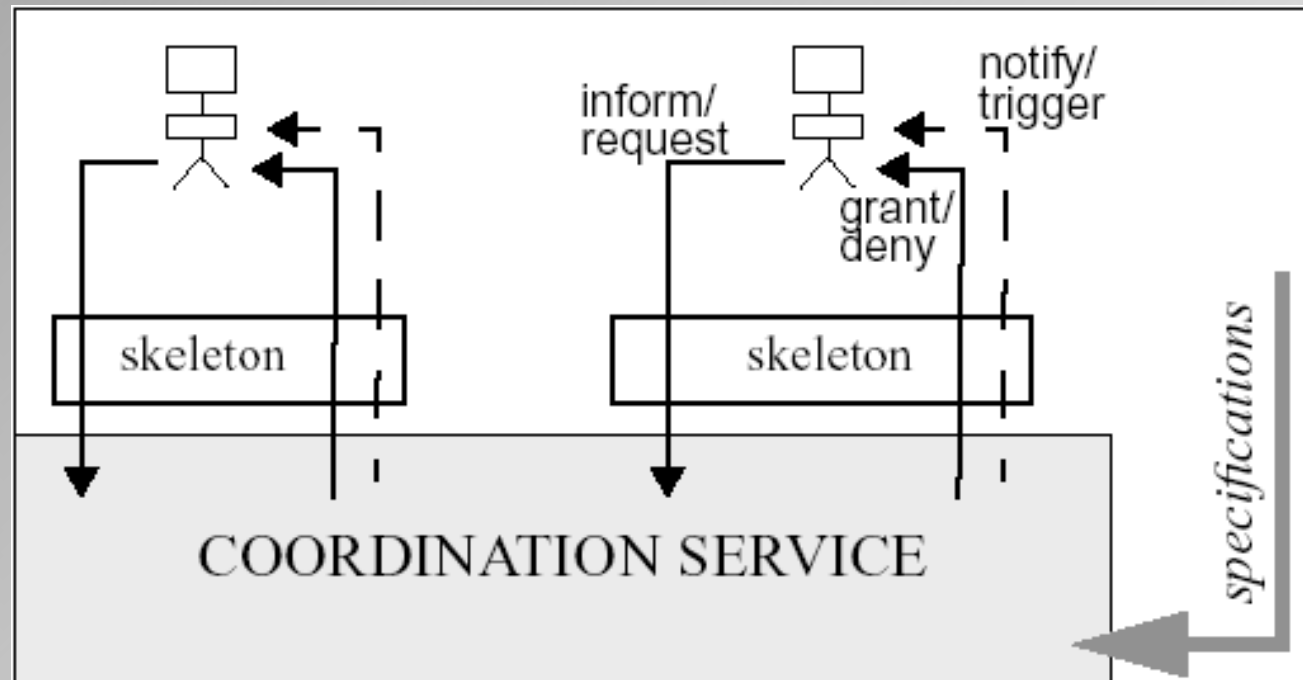 inform/
request
notify/
trigger
grant/
deny
skeleton
skeleton
specifications
COORDINATION SERVICE